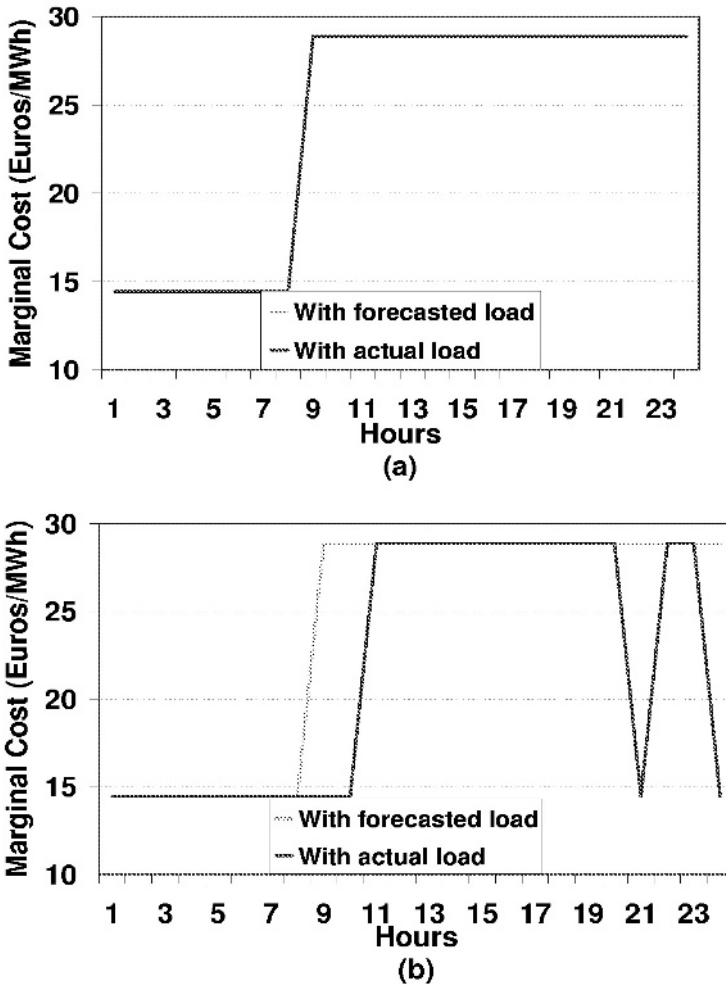 Marginal Cost (Euros/MWh)
30
25
20
15
10
With forecasted load
With actual load
1 3 5 7 9 11 13 15 17 19 21 23
Hours
(a)
Marginal Cost (Euros/MWh)
30
25
20
15
10
With forecasted load
With actual load
1 3 5 7 9 11 13 15 17 19 21 23
Hours
(b)